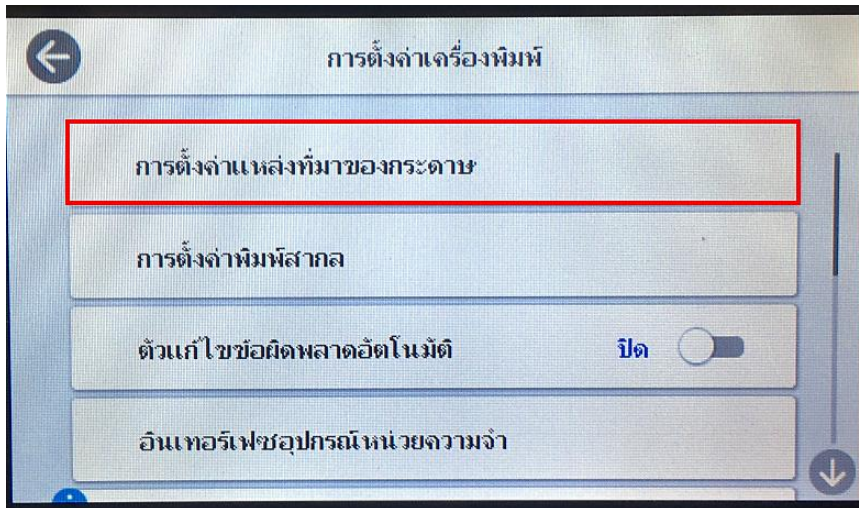 การตั้งค่าเครื่องพิมพ์
การตั้งค่าแหล่งที่มาของกระดาษ
การตั้งค่าพิมพ์สากล
ตัวแก้ไขข้อผิดพลาดอัตโนมัติ ปิด
อินเทอร์เฟซอุปกรณ์หน่วยความจำ